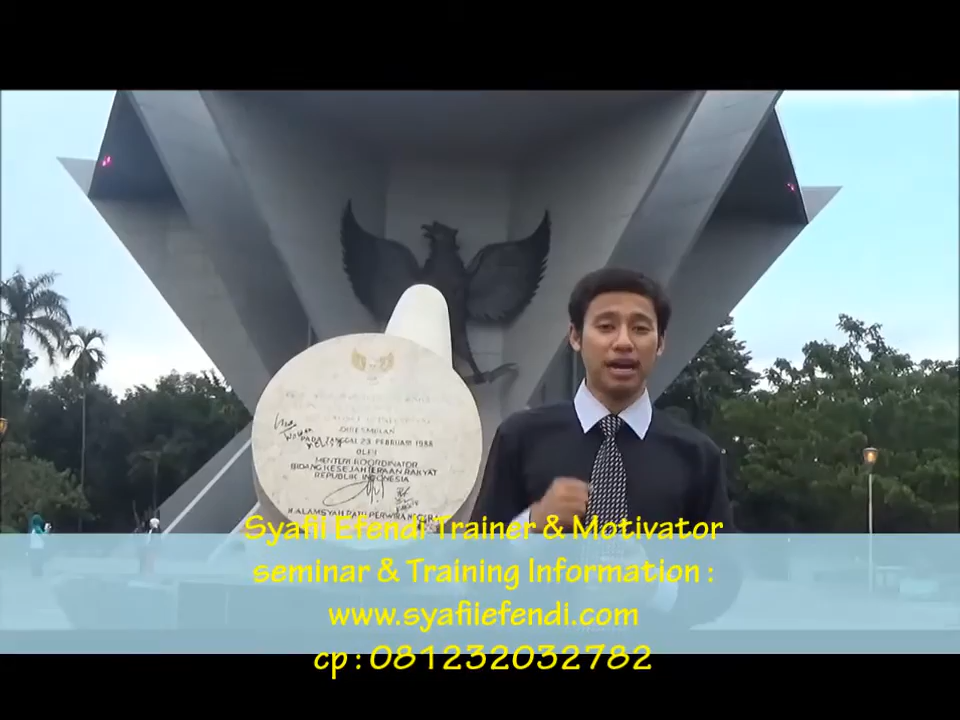 DIRESMIKAN
PADA TANGGAL 23 FEBRUARI 1988
OLEH
MENTERI KOORDINATOR
BIDANG KESEJAHTERAAN RAKYAT
REPUBLIK INDONESIA
Syafii Efendi Trainer & Motivator
seminar & Training Information :
www.syafiiefendi.com
cp : 081232032782